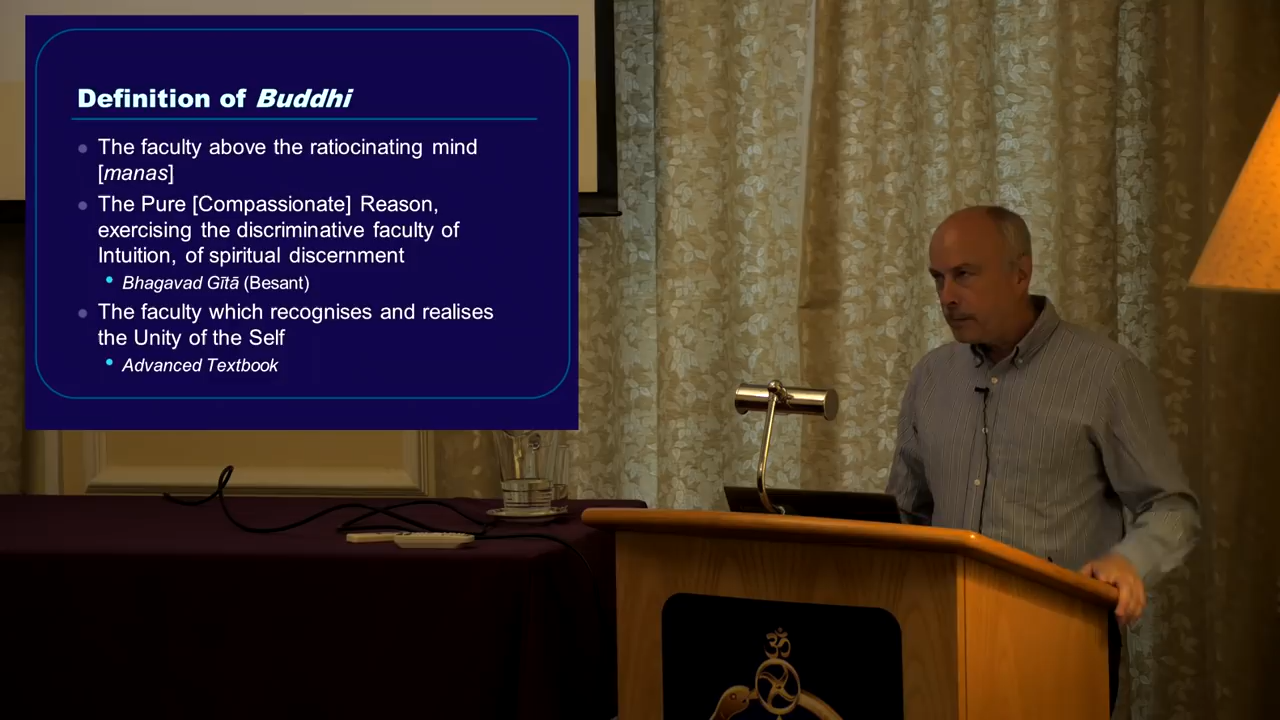 Definition of Buddhi
The faculty above the ratiocinating mind
[manas]
The Pure [Compassionate] Reason,
exercising the discriminative faculty of
Intuition, of spiritual discernment
Bhagavad Gītā (Besant)
The faculty which recognises and realises
the Unity of the Self
Advanced Textbook
ॐ